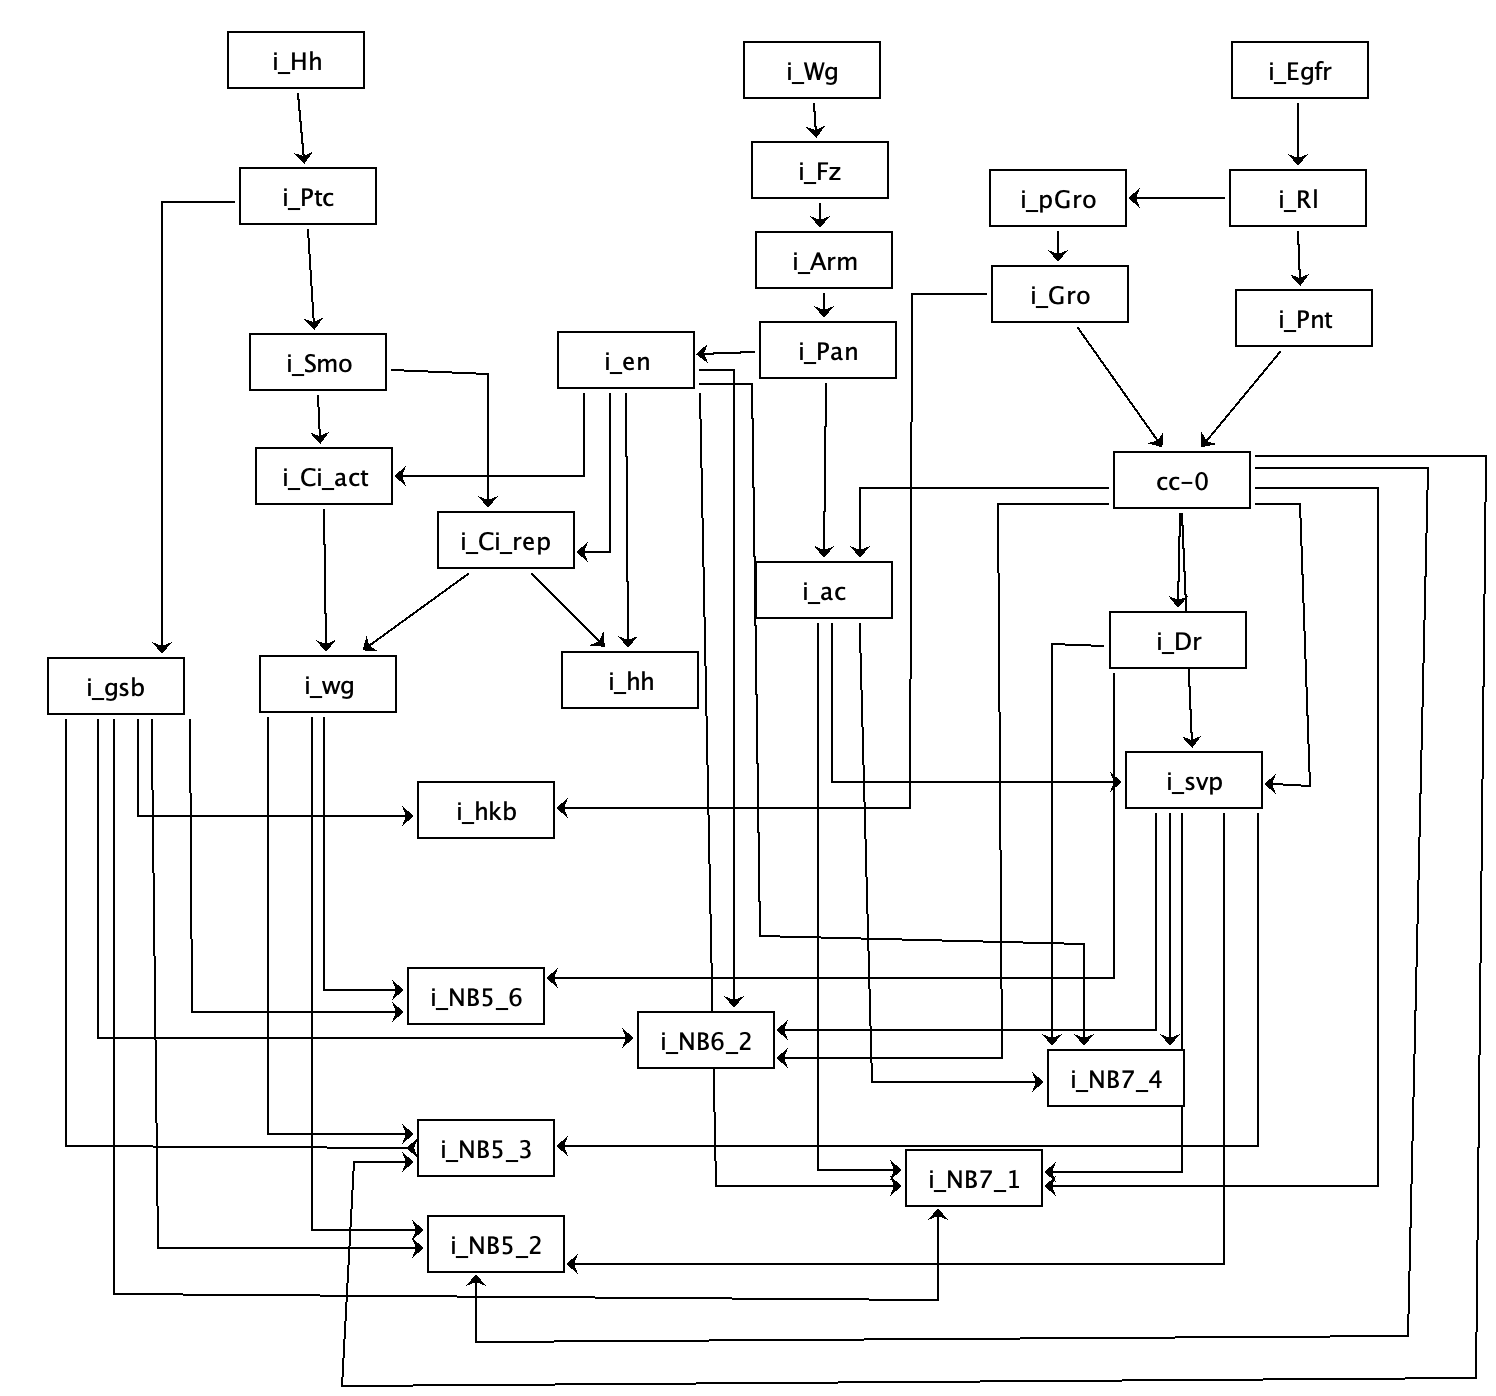 i_Hh
i_Wg
i_Egfr
i_Fz
i_Ptc
i_pGro
i_Rl
i_Arm
i_Gro
i_Pnt
i_Smo
i_en
i_Pan
i_Ci_act
cc-0
i_Ci_rep
i_ac
i_Dr
i_gsb
i_wg
i_hh
i_svp
i_hkb
i_NB5_6
i_NB6_2
i_NB7_4
i_NB5_3
i_NB7_1
i_NB5_2